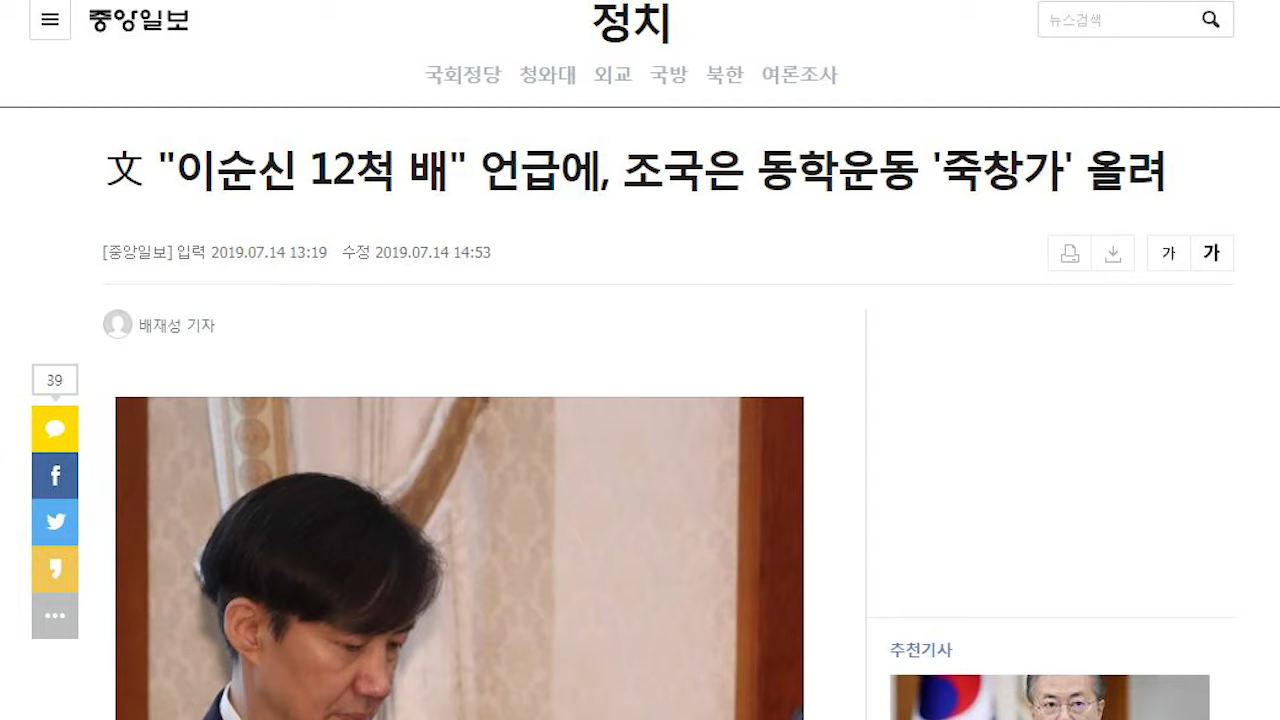 중앙일보
정치
뉴스검색
국회정당 청와대 외교 국방 북한 여론조사
文 "이순신 12척 배" 언급에, 조국은 동학운동 '죽창가' 올려
[중앙일보] 입력 2019.07.14 13:19 수정 2019.07.14 14:53
가 가
배재성 기자
39
추천기사